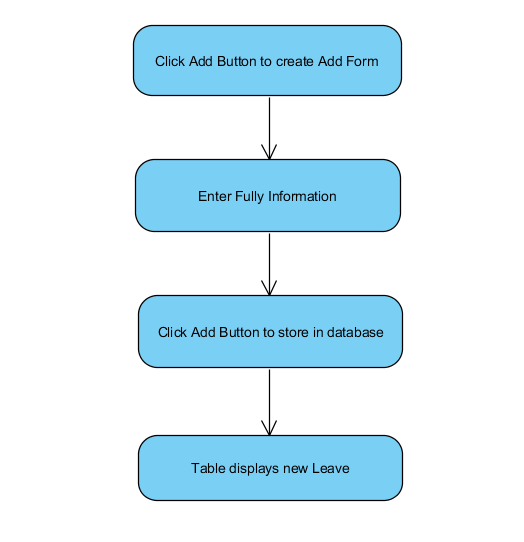 Click Add Button to create Add Form
Enter Fully Information
Click Add Button to store in database
Table displays new Leave